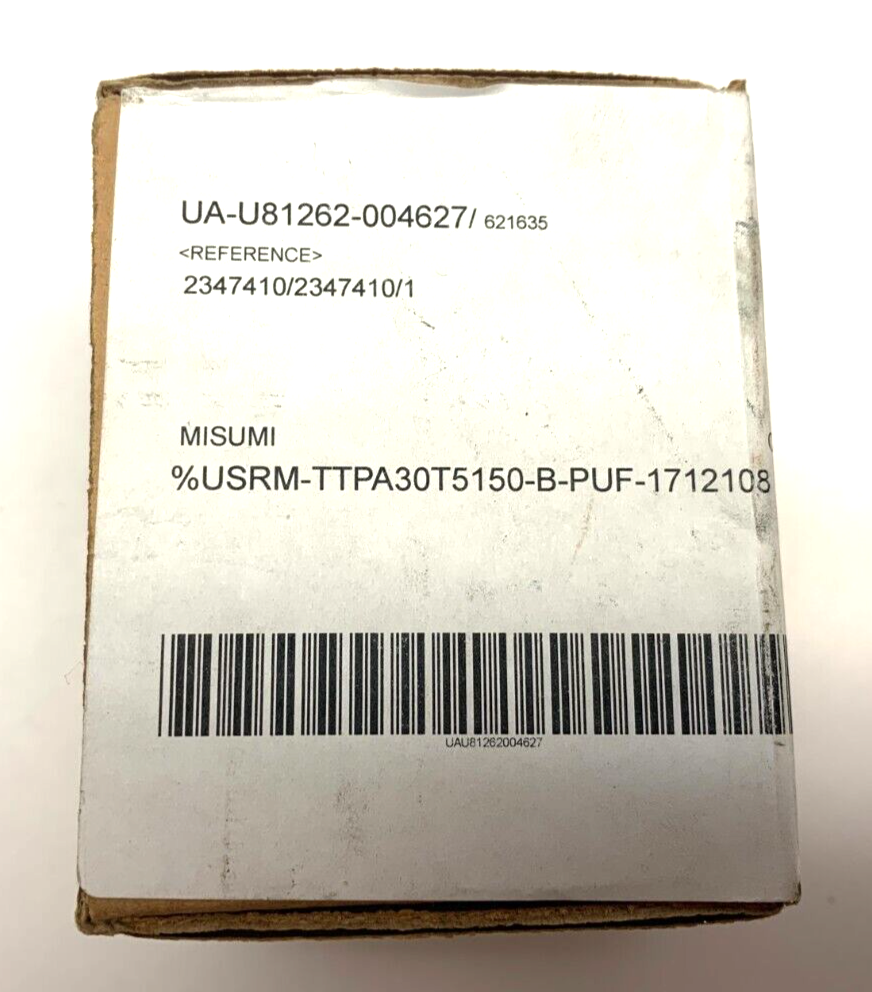 UA-U81262-004627/ 621635
<REFERENCE>
2347410/2347410/1
MISUMI
%USRM-TTPA30T5150-B-PUF-1712108
UAU81262004627